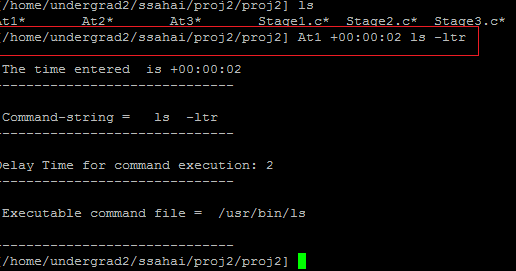 [/home/undergrad2/ssahai/proj2/proj2] ls
At1* At2* At3* Stage1.c* Stage2.c* Stage3.c*
[/home/undergrad2/ssahai/proj2/proj2] At1 +00:00:02 ls -ltr
The time entered is +00:00:02
-----------------------------
Command-string = ls -ltr
-----------------------------
Delay Time for command execution: 2
-----------------------------
Executable command file = /usr/bin/ls
-----------------------------
[/home/undergrad2/ssahai/proj2/proj2]